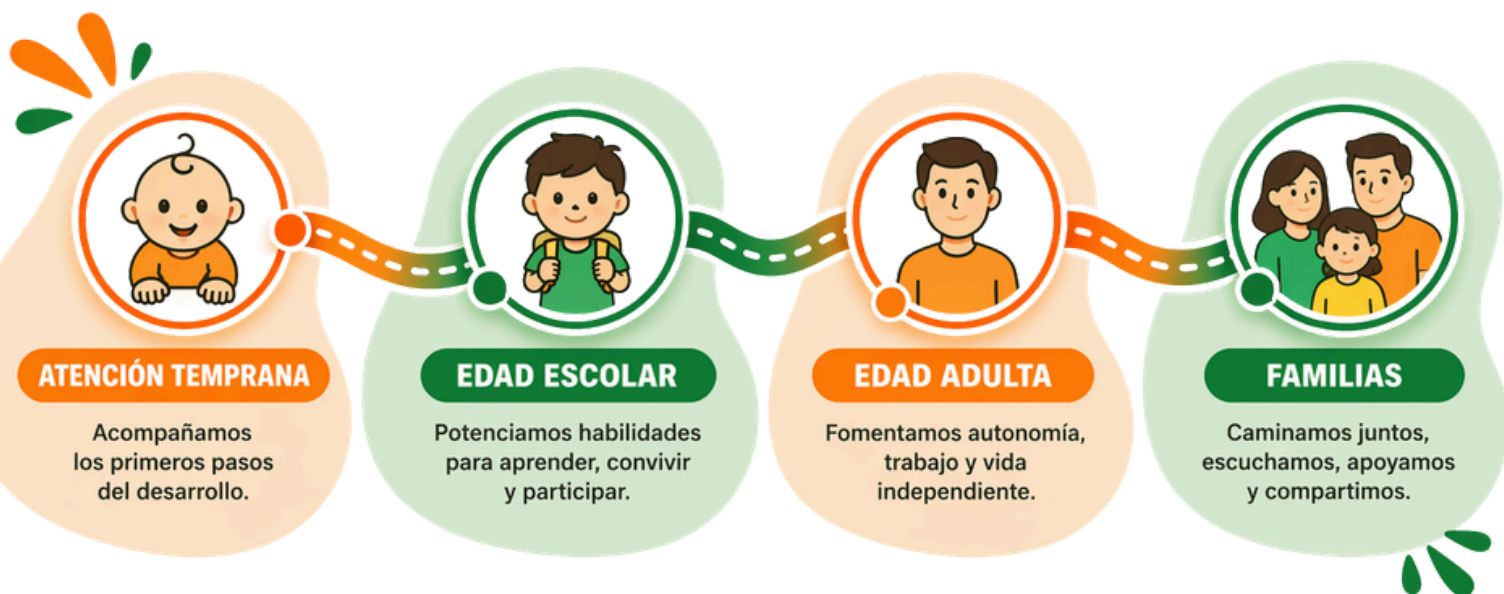 ATENCIÓN TEMPRANA
Acompañamos
los primeros pasos
del desarrollo.
EDAD ESCOLAR
Potenciamos habilidades
para aprender, convivir
y participar.
EDAD ADULTA
Fomentamos autonomía,
trabajo y vida
independiente.
FAMILIAS
Caminamos juntos,
escuchamos, apoyamos
y compartimos.